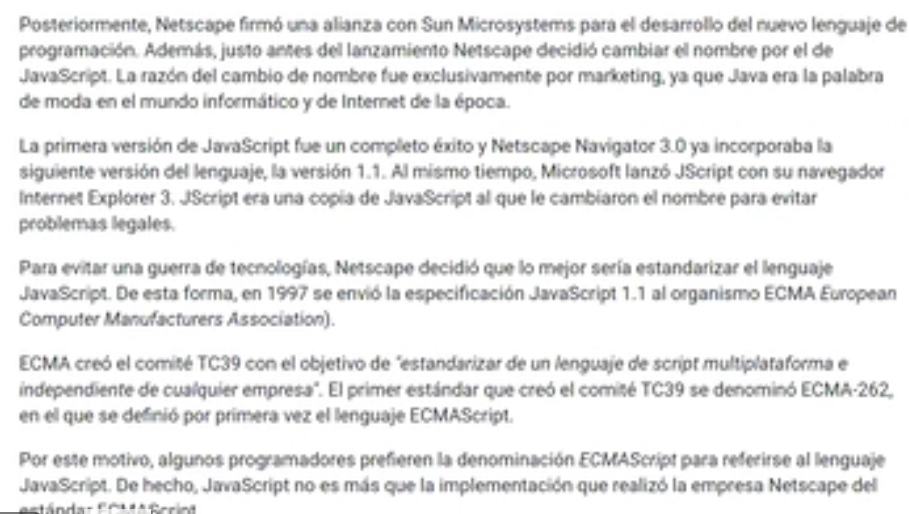 Posteriormente, Netscape firmó una alianza con Sun Microsystems para el desarrollo del nuevo lenguaje de
programación. Además, justo antes del lanzamiento Netscape decidió cambiar el nombre por el de
JavaScript. La razón del cambio de nombre fue exclusivamente por marketing, ya que Java era la palabra
de moda en el mundo informático y de Internet de la época.
La primera versión de JavaScript fue un completo éxito y Netscape Navigator 3.0 ya incorporaba la
siguiente versión del lenguaje, la versión 1.1. Al mismo tiempo, Microsoft lanzó JScript con su navegador
Internet Explorer 3. JScript era una copia de JavaScript al que le cambiaron el nombre para evitar
problemas legales.
Para evitar una guerra de tecnologías, Netscape decidió que lo mejor sería estandarizar el lenguaje
JavaScript. De esta forma, en 1997 se envió la especificación JavaScript 1.1 al organismo ECMA European
Computer Manufacturers Association).
ECMA creó el comité TC39 con el objetivo de "estandarizar de un lenguaje de script multiplataforma e
independiente de cualquier empresa". El primer estándar que creó el comité TC39 se denominó ECMA-262,
en el que se definió por primera vez el lenguaje ECMAScript.
Por este motivo, algunos programadores prefieren la denominación ECMAScript para referirse al lenguaje
JavaScript. De hecho, JavaScript no es más que la implementación que realizó la empresa Netscape del
estándar ECMAScript